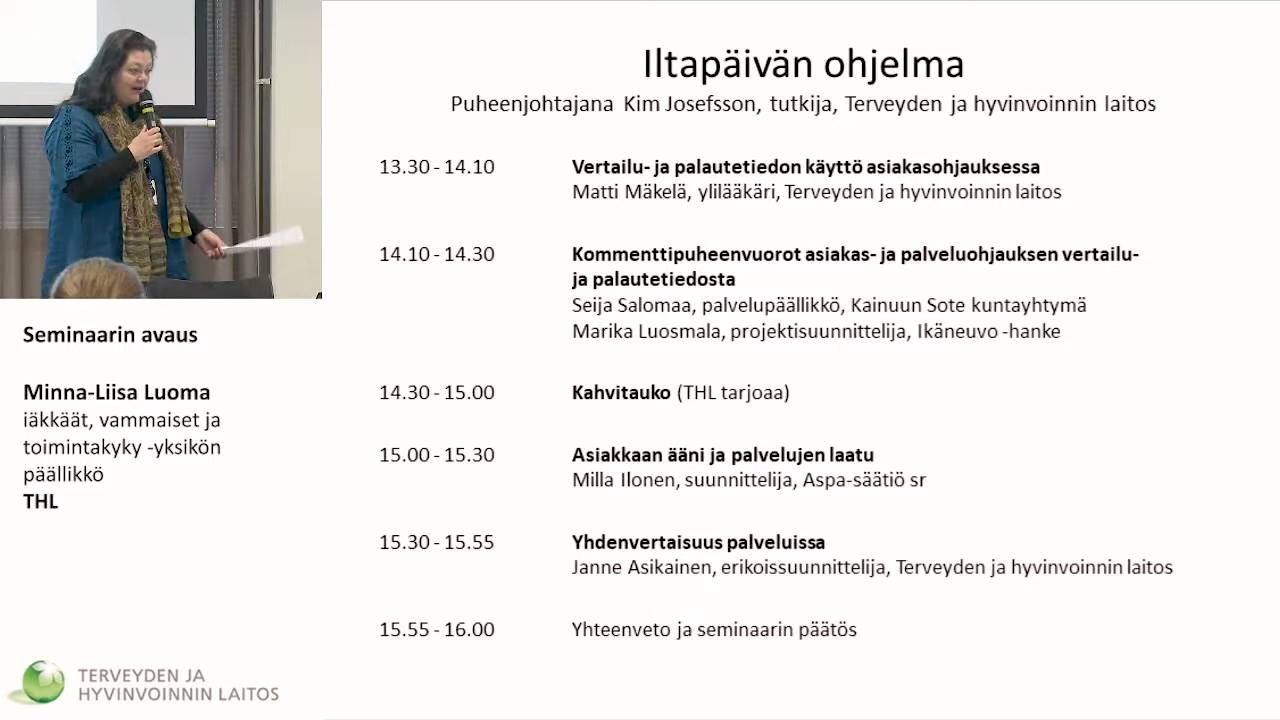 Iltapäivän ohjelma
Puheenjohtajana Kim Josefsson, tutkija, Terveyden ja hyvinvoinnin laitos
13.30 - 14.10 Vertailu- ja palautetiedon käyttö asiakasohjauksessa
Matti Mäkelä, ylilääkäri, Terveyden ja hyvinvoinnin laitos
14.10 - 14.30 Kommenttipuheenvuorot asiakas- ja palveluohjauksen vertailu-
ja palautetiedosta
Seija Salomaa, palvelupäällikkö, Kainuun Sote kuntayhtymä
Marika Luosmala, projektisuunnittelija, Ikäneuvo -hanke
14.30 - 15.00 Kahvitauko (THL tarjoaa)
15.00 - 15.30 Asiakkaan ääni ja palvelujen laatu
Milla Ilonen, suunnittelija, Aspa-säätiö sr
15.30 - 15.55 Yhdenvertaisuus palveluissa
Janne Asikainen, erikoissuunnittelija, Terveyden ja hyvinvoinnin laitos
15.55 - 16.00 Yhteenveto ja seminaarin päätös
Seminaarin avaus
Minna-Liisa Luoma
iäkkäät, vammaiset ja
toimintakyky -yksikön
päällikkö
THL
TERVEYDEN JA
HYVINVOINNIN LAITOS